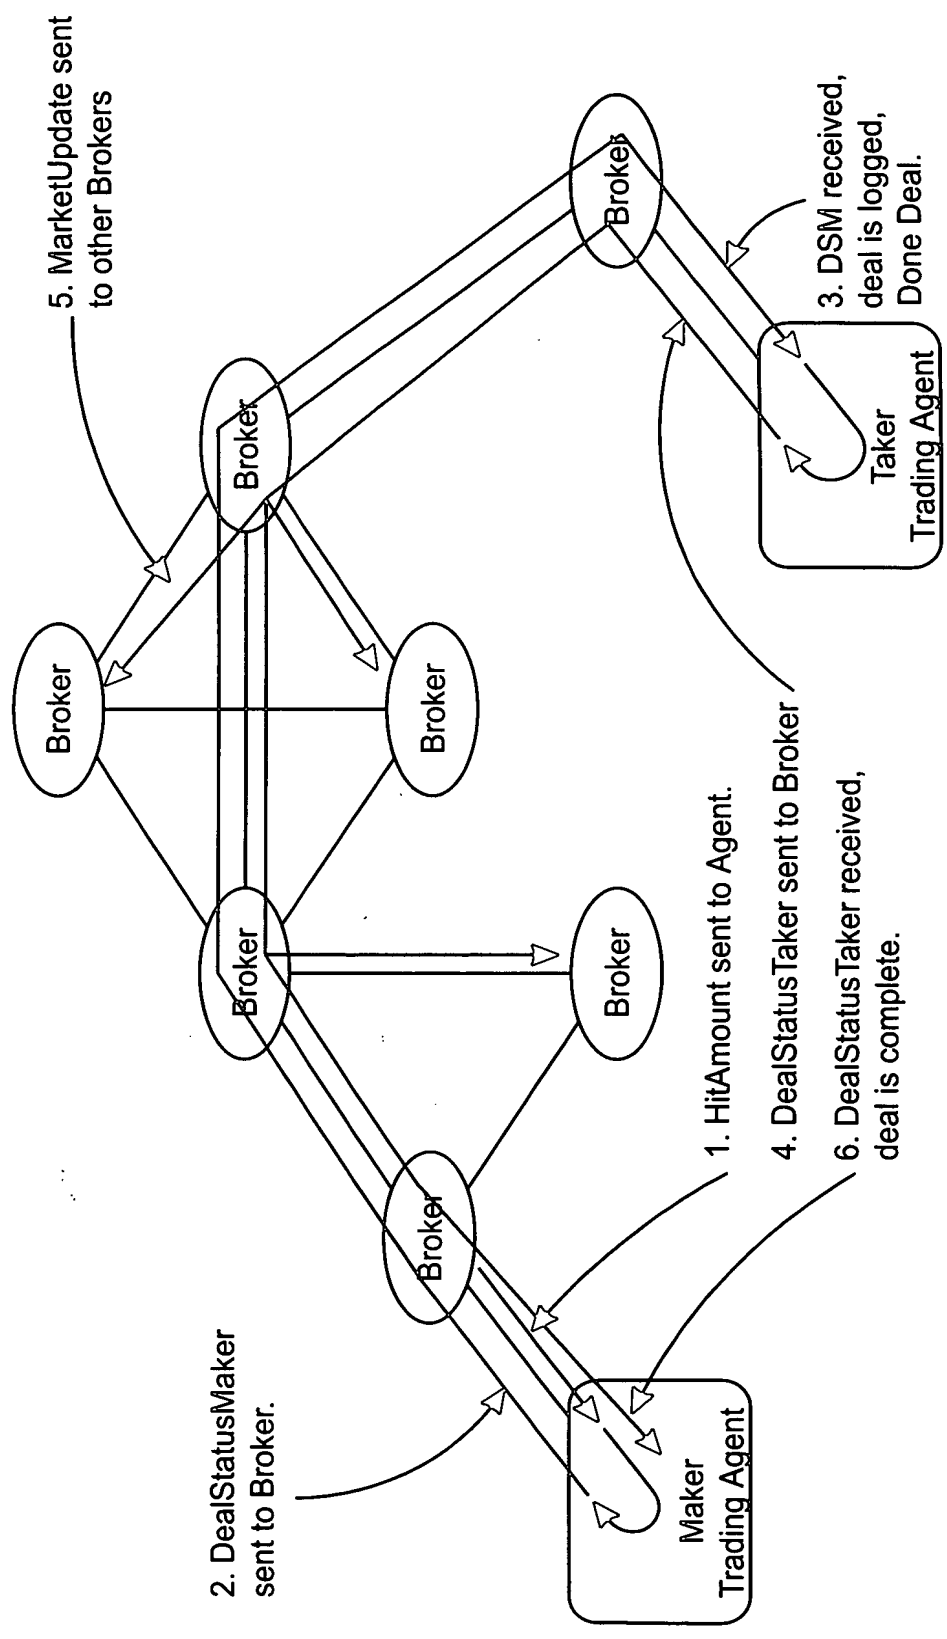 2. DealStatusMaker
sent to Broker.
5. MarketUpdate sent
to other Brokers
Broker
Broker
Broker
Broker
Broker
Broker
Broker
Maker
Trading Agent
Taker
Trading Agent
1. HitAmount sent to Agent.
4. DealStatusTaker sent to Broker
6. DealStatusTaker received,
deal is complete.
3. DSM received,
deal is logged,
Done Deal.